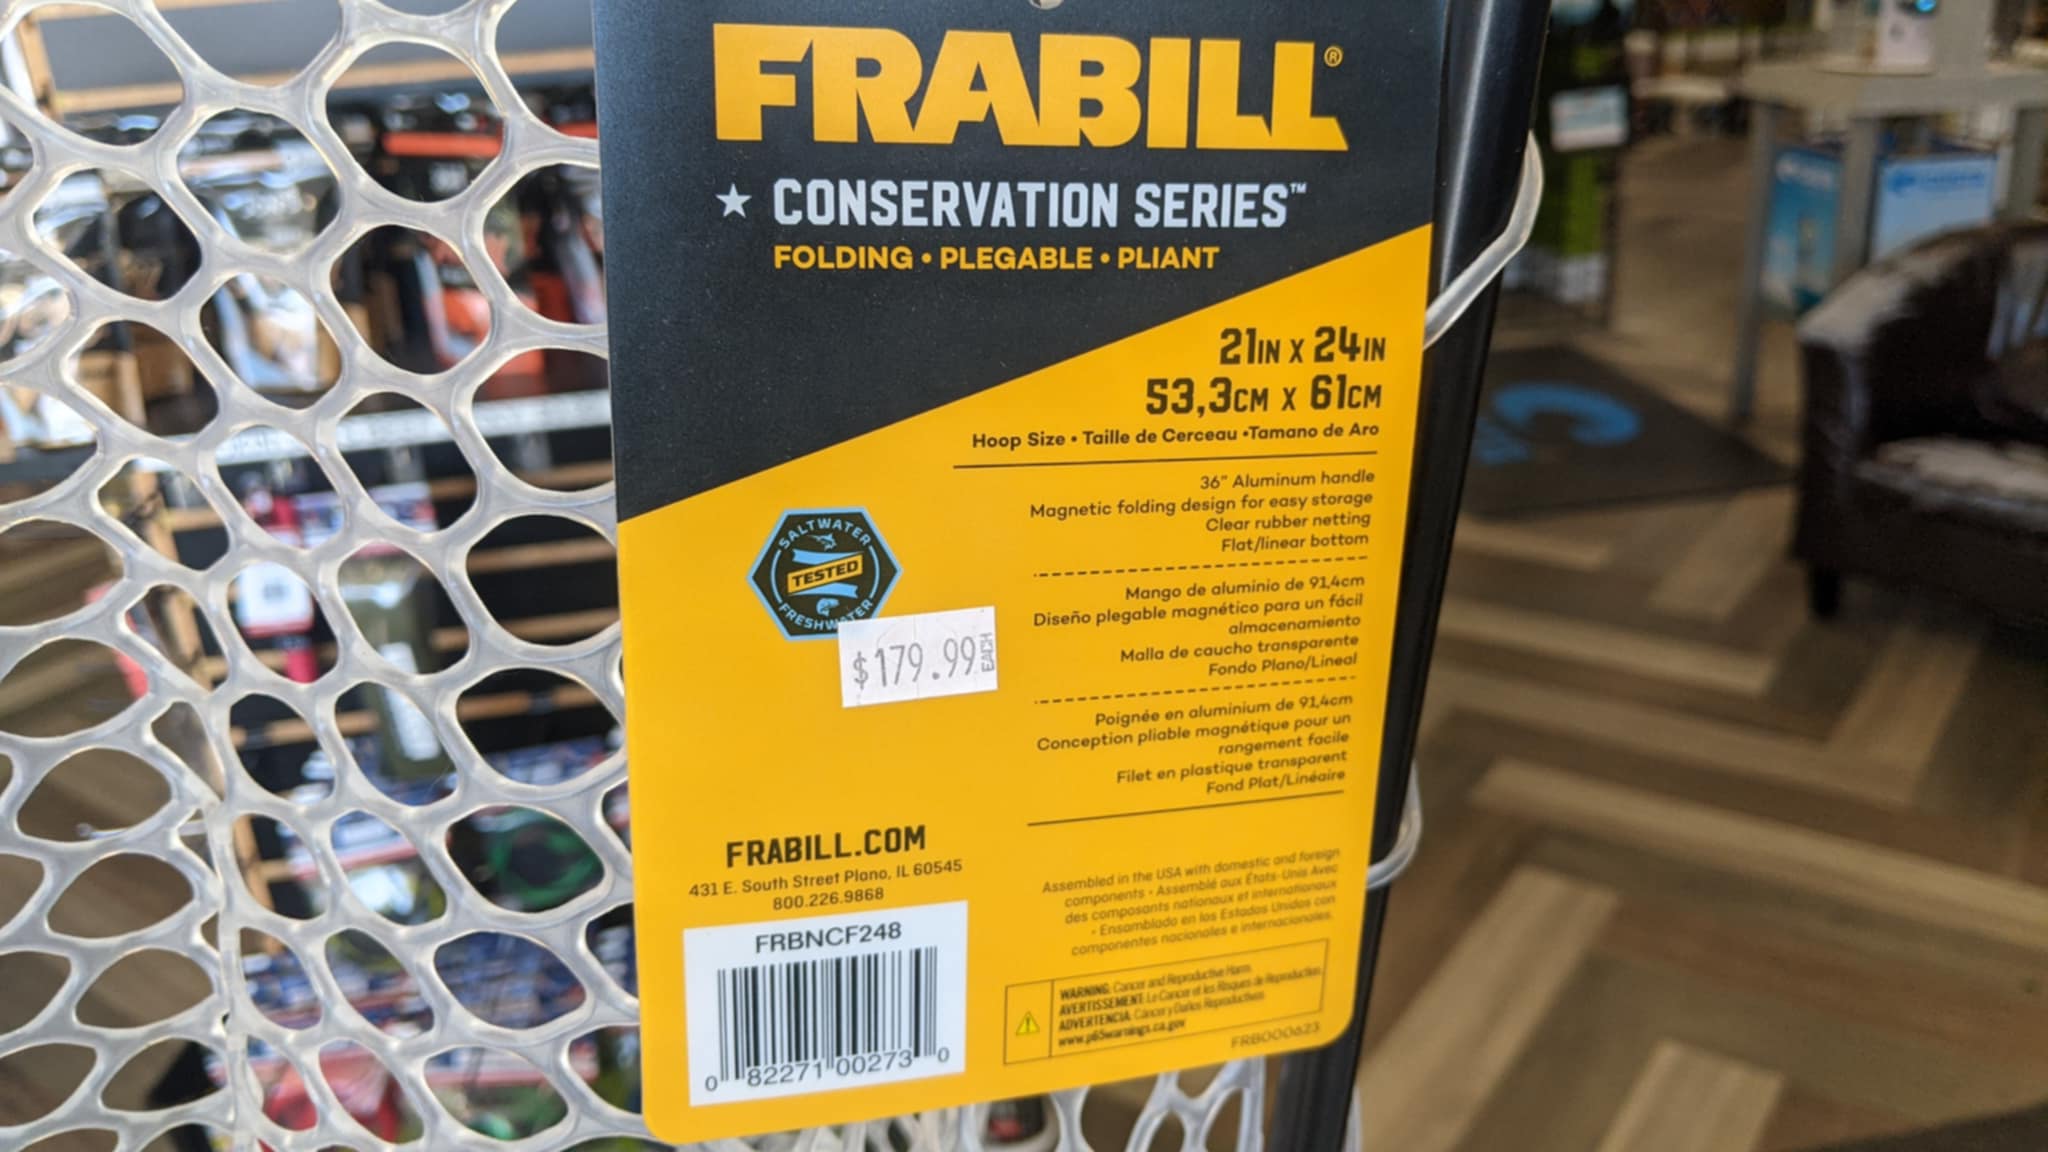 FRABILL®
★ CONSERVATION SERIES™
FOLDING • PLEGABLE • PLIANT
21IN X 24IN
53,3CM X 61CM
Hoop Size • Taille de Cerceau •Tamano de Aro
36" Aluminum handle
Magnetic folding design for easy storage
Clear rubber netting
Flat/linear bottom
Mango de aluminio de 91,4cm
Diseño plegable magnético para un fácil
almacenamiento
Malla de caucho transparente
Fondo Plano/Lineal
Poignée en aluminium de 91,4cm
Conception pliable magnétique pour un
rangement facile
Filet en plastique transparent
Fond Plat/Linéaire
SALTWATER
TESTED
FRESHWATER
$179.99 EACH
FRABILL.COM
431 E. South Street Plano, IL 60545
800.226.9868
FRBNCF248
0 82271 00273 0
Assembled in the USA with domestic and foreign
components • Assemblé aux États-Unis Avec
des composants nationaux et internationaux
• Ensamblado en los Estados Unidos con
componentes nacionales e internacionales.
WARNING: Cancer and Reproductive Harm
AVERTISSEMENT: Le Cancer et les Risques de Reproduction
ADVERTENCIA: Cáncer y Daños Reproductivos
www.p65warnings.ca.gov
FRB000623